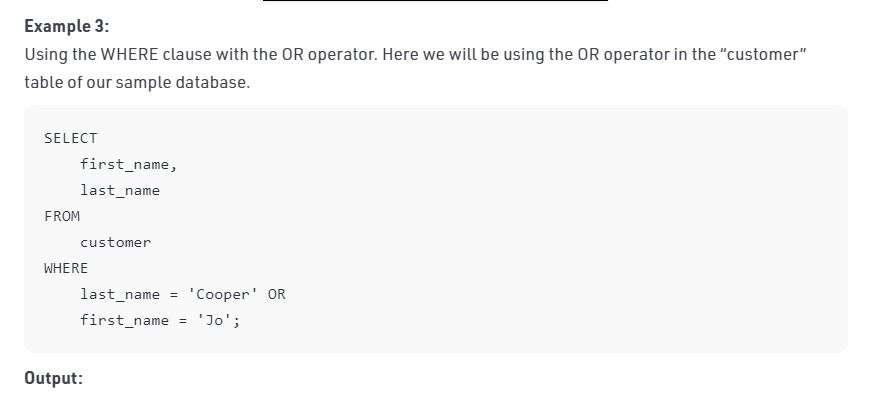 Example 3:
Using the WHERE clause with the OR operator. Here we will be using the OR operator in the “customer”
table of our sample database.
SELECT
    first_name,
    last_name
FROM
    customer
WHERE
    last_name = 'Cooper' OR
    first_name = 'Jo';
Output: